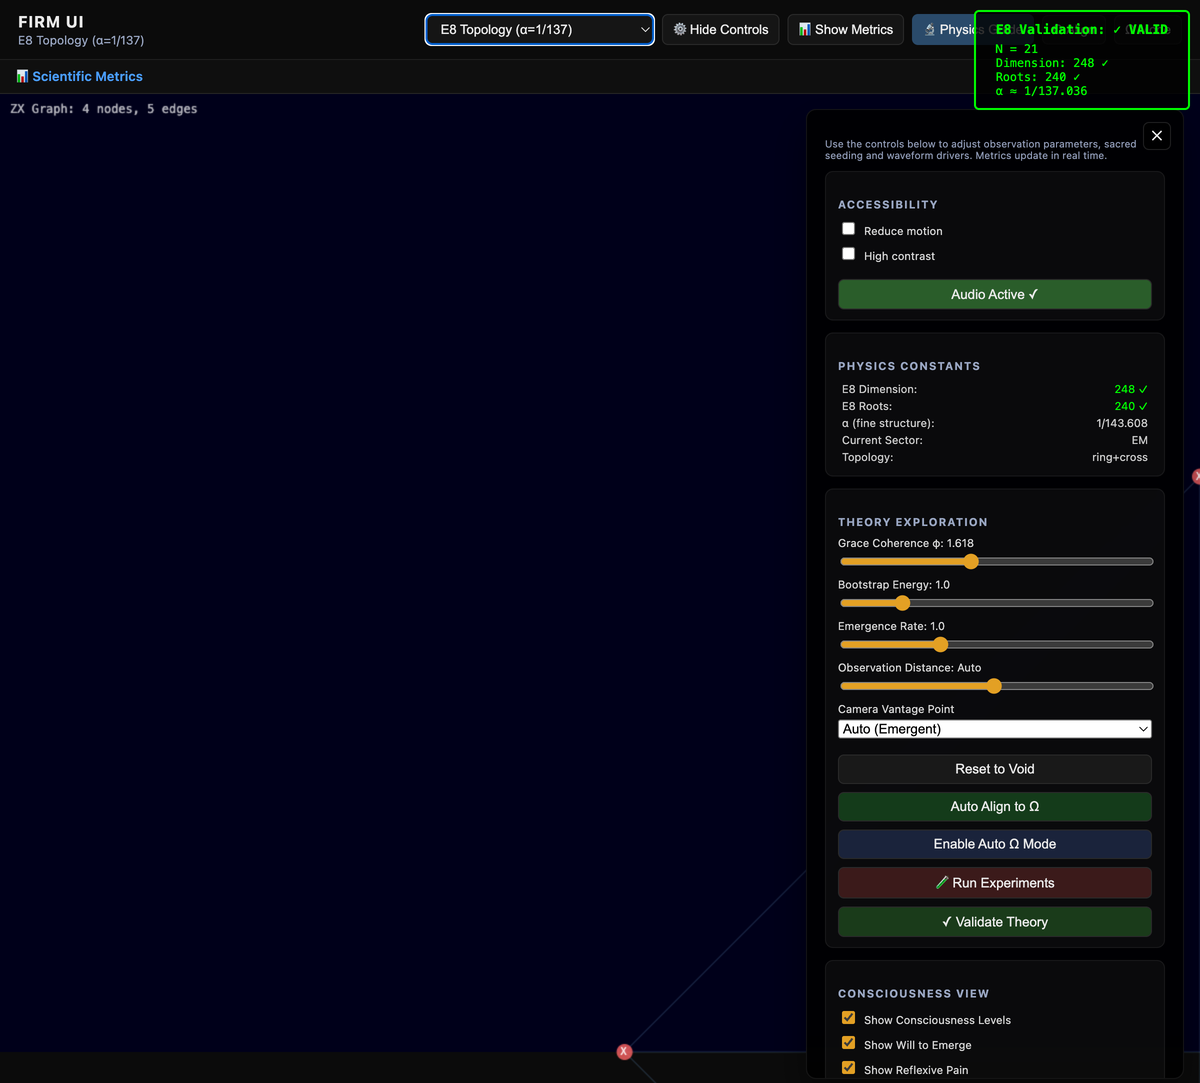 FIRM UI
E8 Topology (α=1/137)
E8 Topology (α=1/137)
Hide Controls
Show Metrics
Physics
E8 Validation: ✓ VALID
N = 21
Dimension: 248 ✓
Roots: 240 ✓
α ≈ 1/137.036
Scientific Metrics
ZX Graph: 4 nodes, 5 edges
Use the controls below to adjust observation parameters, sacred
seeding and waveform drivers. Metrics update in real time.
ACCESSIBILITY
Reduce motion
High contrast
Audio Active ✓
PHYSICS CONSTANTS
E8 Dimension: 248 ✓
E8 Roots: 240 ✓
α (fine structure): 1/143.608
Current Sector: EM
Topology: ring+cross
THEORY EXPLORATION
Grace Coherence φ: 1.618
Bootstrap Energy: 1.0
Emergence Rate: 1.0
Observation Distance: Auto
Camera Vantage Point
Auto (Emergent)
Reset to Void
Auto Align to Ω
Enable Auto Ω Mode
Run Experiments
✓ Validate Theory
CONSCIOUSNESS VIEW
Show Consciousness Levels
Show Will to Emerge
Show Reflexive Pain
X